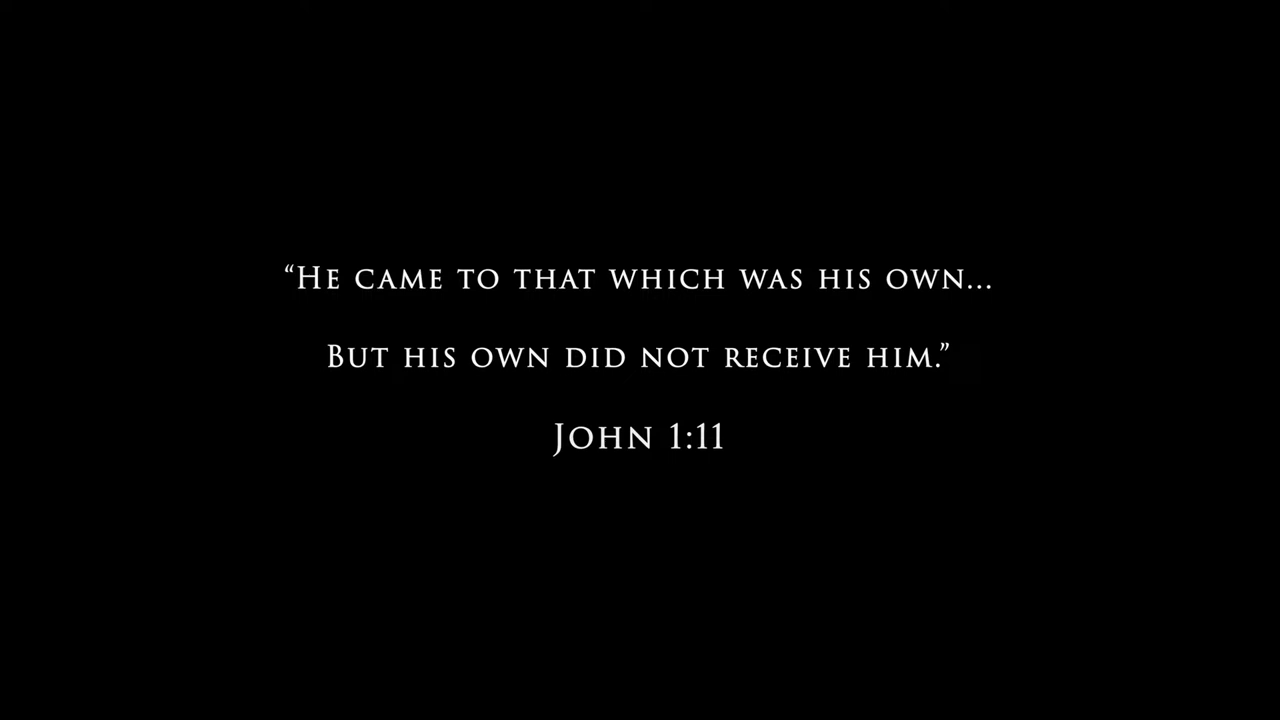 “He came to that which was his own...
But his own did not receive him.”
John 1:11